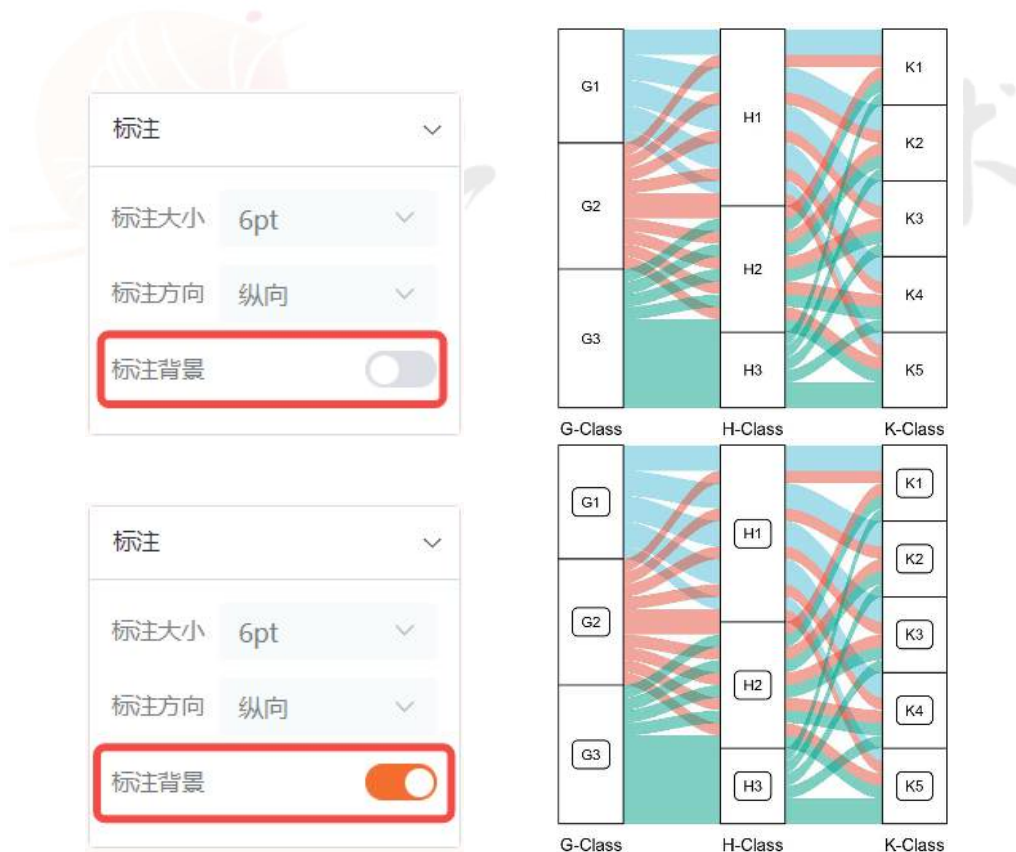 标注
标注大小 6pt
标注方向 纵向
标注背景
G1
G2
G3
H1
H2
H3
K1
K2
K3
K4
K5
G-Class H-Class K-Class
标注
标注大小 6pt
标注方向 纵向
标注背景
G1
G2
G3
H1
H2
H3
K1
K2
K3
K4
K5
G-Class H-Class K-Class